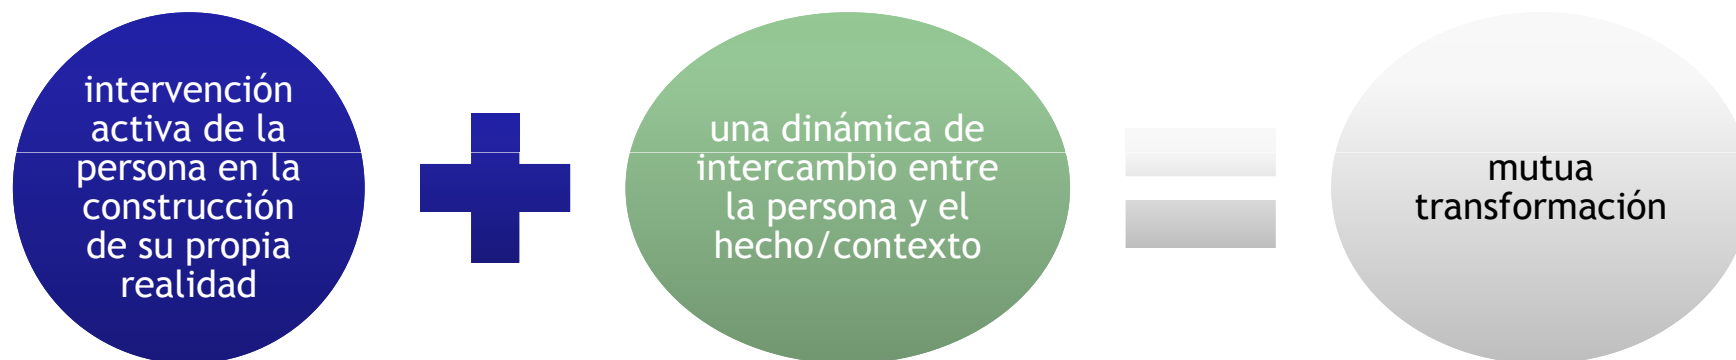 intervención
activa de la
persona en la
construcción
de su propia
realidad
una dinámica de
intercambio entre
la persona y el
hecho/contexto
mutua
transformación